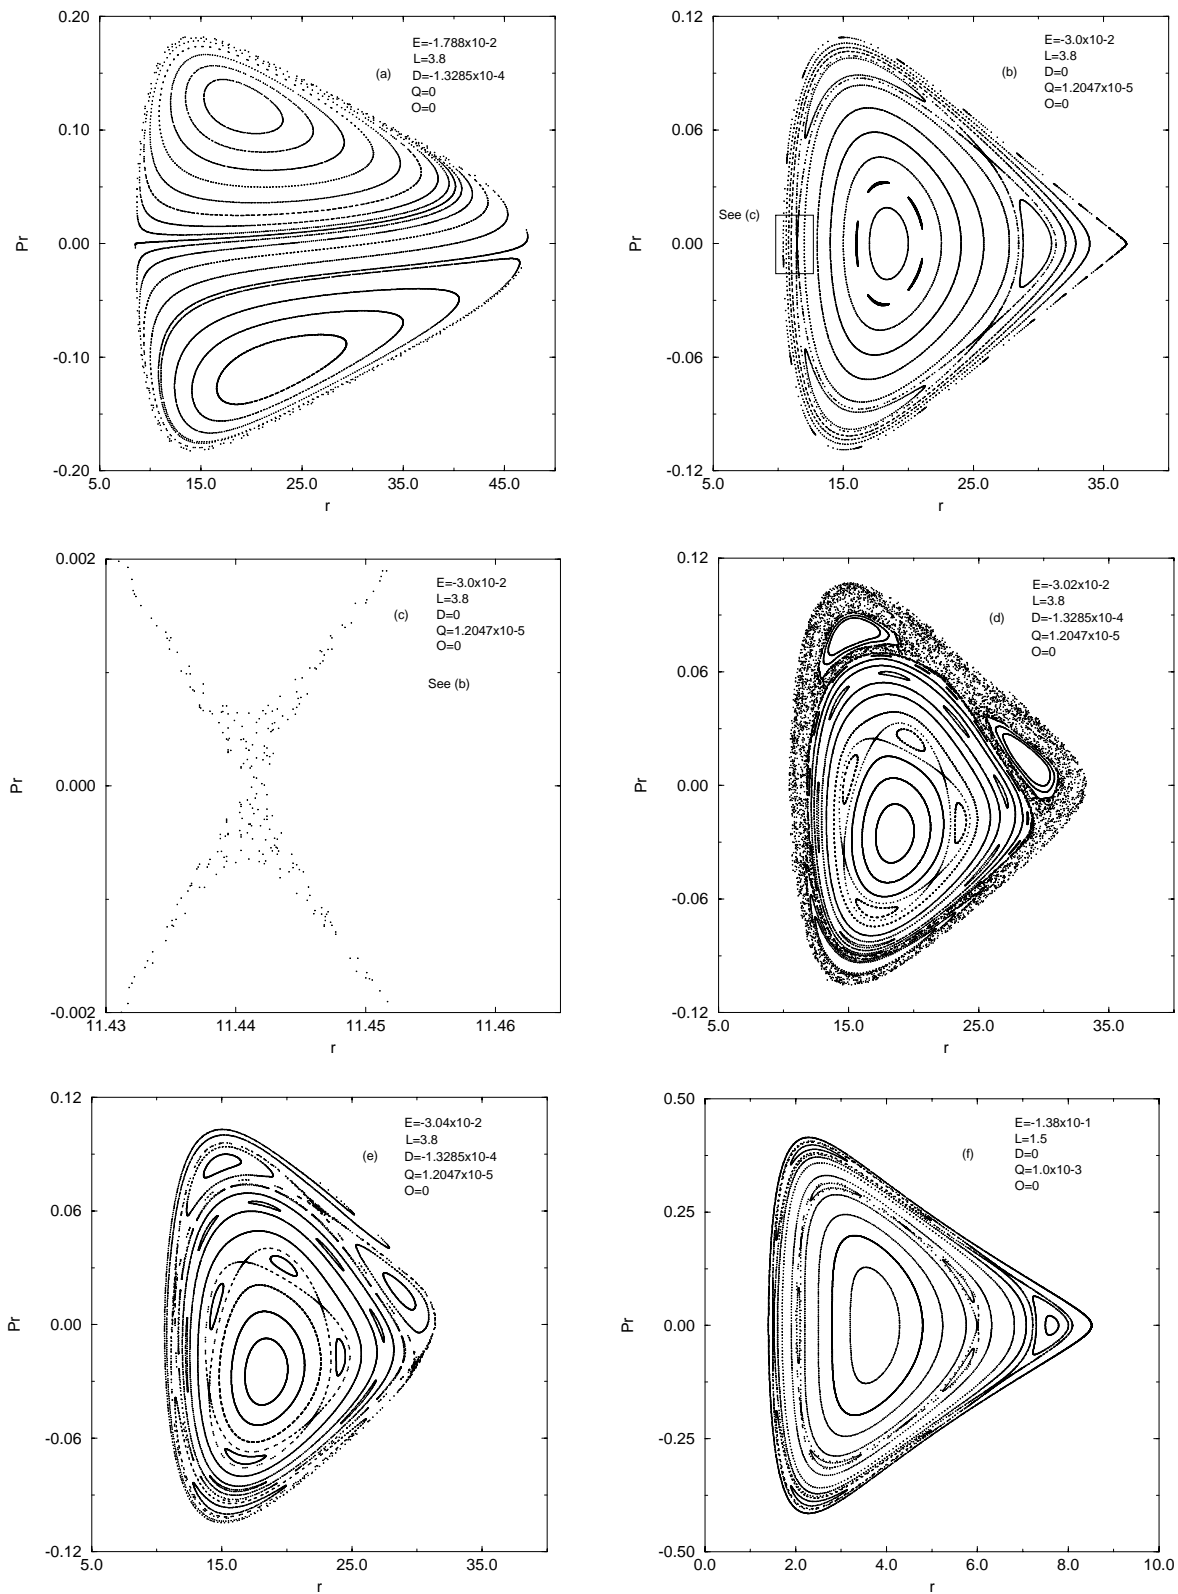 0.20
0.10
0.00
-0.10
-0.20
Pr
5.0 15.0 25.0 35.0 45.0
r
(a)
E=-1.788x10-2
L=3.8
D=-1.3285x10-4
Q=0
O=0
0.12
0.06
0.00
-0.06
-0.12
Pr
5.0 15.0 25.0 35.0
r
(b)
E=-3.0x10-2
L=3.8
D=0
Q=1.2047x10-5
O=0
See (c)
0.002
0.000
-0.002
Pr
11.43 11.44 11.45 11.46
r
(c)
E=-3.0x10-2
L=3.8
D=0
Q=1.2047x10-5
O=0
See (b)
0.12
0.06
0.00
-0.06
-0.12
Pr
5.0 15.0 25.0 35.0
r
(d)
E=-3.02x10-2
L=3.8
D=-1.3285x10-4
Q=1.2047x10-5
O=0
0.12
0.06
0.00
-0.06
-0.12
Pr
5.0 15.0 25.0 35.0
r
(e)
E=-3.04x10-2
L=3.8
D=-1.3285x10-4
Q=1.2047x10-5
O=0
0.50
0.25
0.00
-0.25
-0.50
Pr
0.0 2.0 4.0 6.0 8.0 10.0
r
(f)
E=-1.38x10-1
L=1.5
D=0
Q=1.0x10-3
O=0